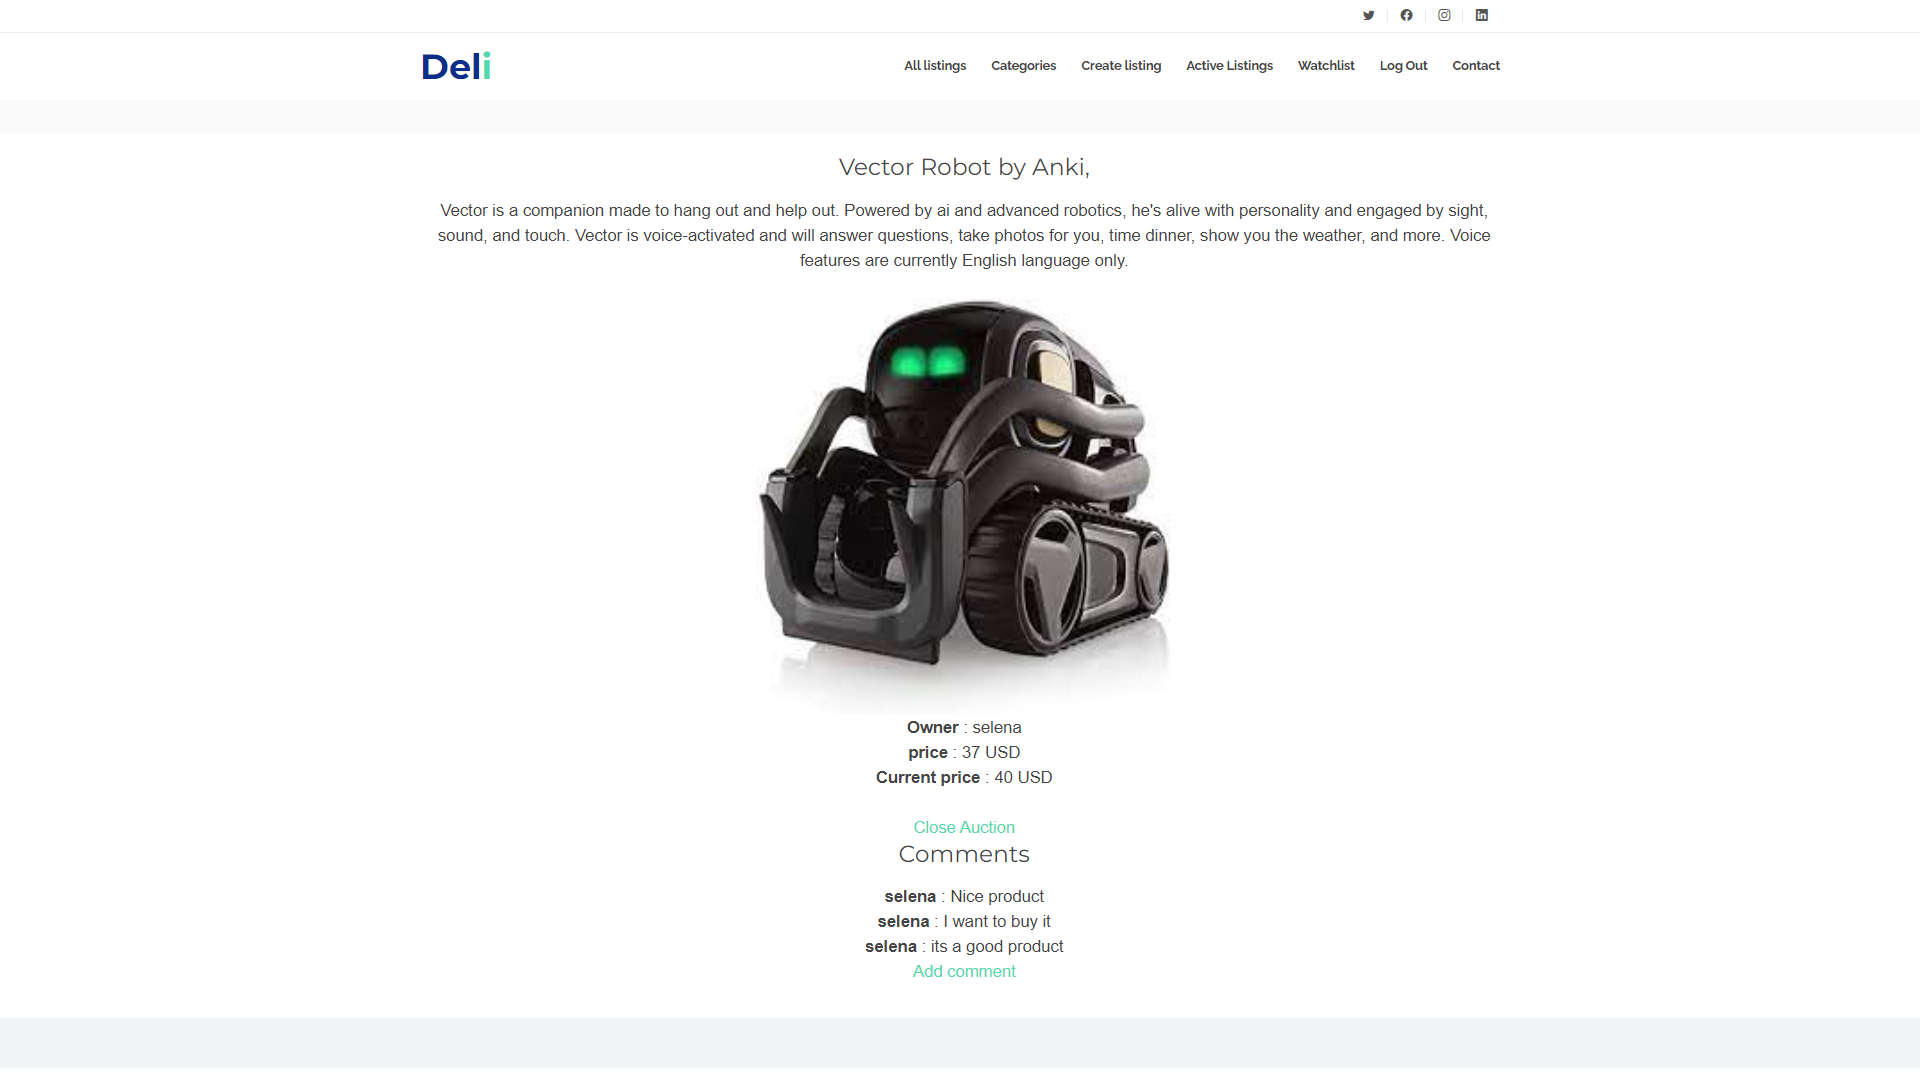 Deli
All listings Categories Create listing Active Listings Watchlist Log Out Contact
Vector Robot by Anki,
Vector is a companion made to hang out and help out. Powered by ai and advanced robotics, he's alive with personality and engaged by sight,
sound, and touch. Vector is voice-activated and will answer questions, take photos for you, time dinner, show you the weather, and more. Voice
features are currently English language only.
Owner : selena
price : 37 USD
Current price : 40 USD
Close Auction
Comments
selena : Nice product
selena : I want to buy it
selena : its a good product
Add comment